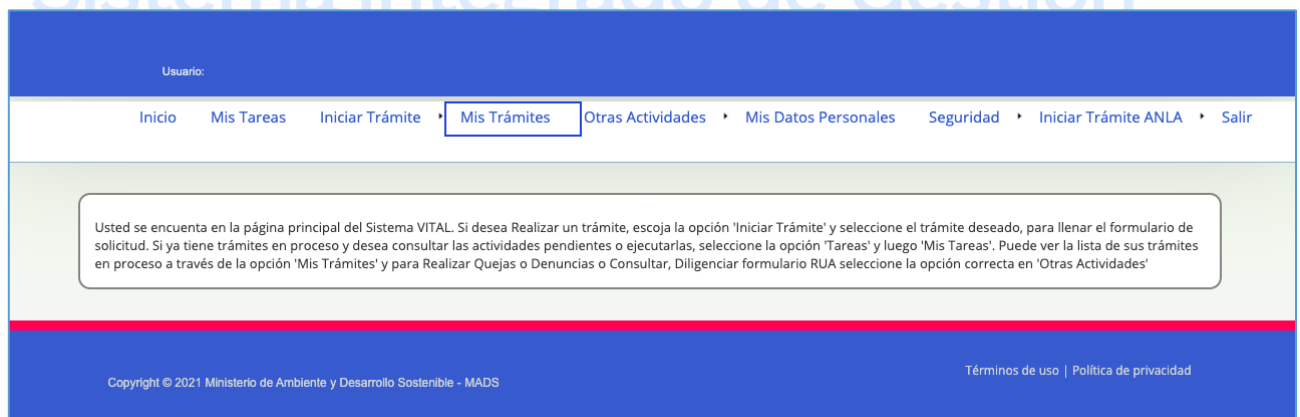 Sistema Integrado de Gestión
Usuario:
Inicio Mis Tareas Iniciar Trámite Mis Trámites Otras Actividades Mis Datos Personales Seguridad Iniciar Trámite ANLA Salir
Usted se encuenta en la página principal del Sistema VITAL. Si desea Realizar un trámite, escoja la opción 'Iniciar Trámite' y seleccione el trámite deseado, para llenar el formulario de
solicitud. Si ya tiene trámites en proceso y desea consultar las actividades pendientes o ejecutarlas, seleccione la opción 'Tareas' y luego 'Mis Tareas'. Puede ver la lista de sus trámites
en proceso a través de la opción 'Mis Trámites' y para Realizar Quejas o Denuncias o Consultar, Diligenciar formulario RUA seleccione la opción correcta en 'Otras Actividades'
Copyright © 2021 Ministerio de Ambiente y Desarrollo Sostenible - MADS
Términos de uso | Política de privacidad